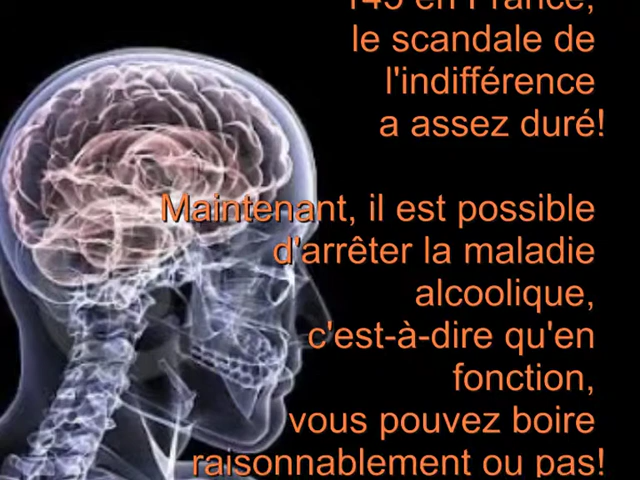 en France,
le scandale de
l'indifférence
a assez duré!
Maintenant, il est possible
d'arrêter la maladie
alcoolique,
c'est-à-dire qu'en
fonction,
vous pouvez boire
raisonnablement ou pas!